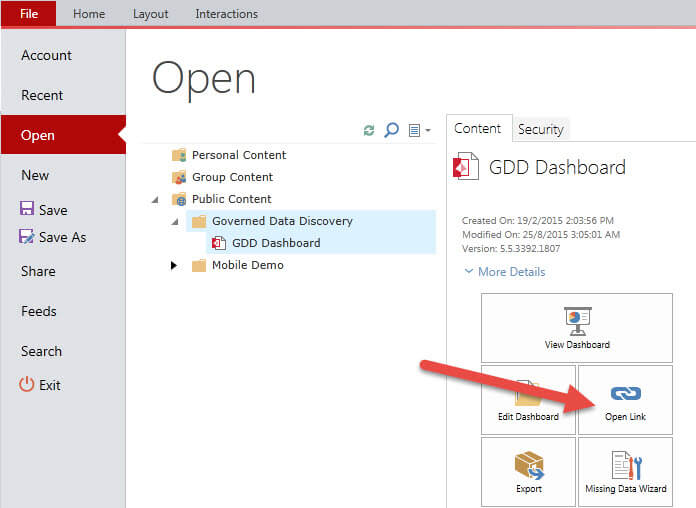 File
Home
Layout
Interactions
Account
Recent
Open
New
Save
Save As
Share
Feeds
Search
Exit
Open
Personal Content
Group Content
Public Content
Governed Data Discovery
GDD Dashboard
Mobile Demo
Content
Security
GDD Dashboard
Created On: 19/2/2015 2:03:56 PM
Modified On: 25/8/2015 3:05:01 AM
Version: 5.5.3392.1807
More Details
View Dashboard
Edit Dashboard
Open Link
Export
Missing Data Wizard